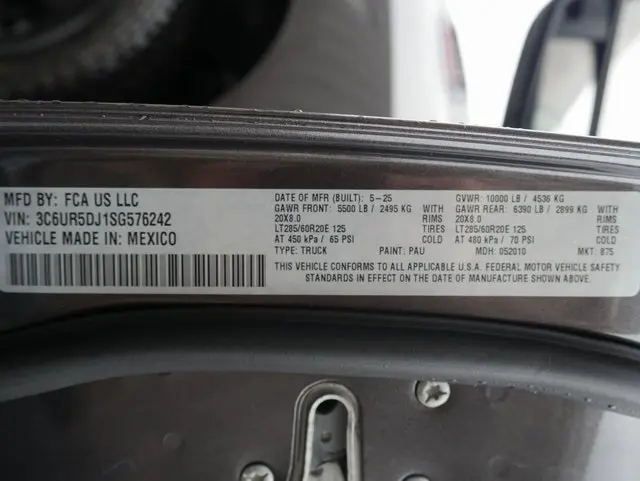 MFD BY: FCA US LLC
VIN: 3C6UR5DJ1SG576242
VEHICLE MADE IN: MEXICO
DATE OF MFR (BUILT): 5-25
GAWR FRONT: 5500 LB / 2495 KG WITH
20X8.0 RIMS
LT285/60R20E 125 TIRES
AT 450 kPa / 65 PSI COLD
TYPE: TRUCK PAINT: PAU
GVWR: 10000 LB / 4536 KG
GAWR REAR: 6390 LB / 2899 KG WITH
20X8.0 RIMS
LT285/60R20E 125 TIRES
AT 480 kPa / 70 PSI COLD
MDH: 052010 MKT: 875
THIS VEHICLE CONFORMS TO ALL APPLICABLE U.S.A. FEDERAL MOTOR VEHICLE SAFETY
STANDARDS IN EFFECT ON THE DATE OF MANUFACTURE SHOWN ABOVE.